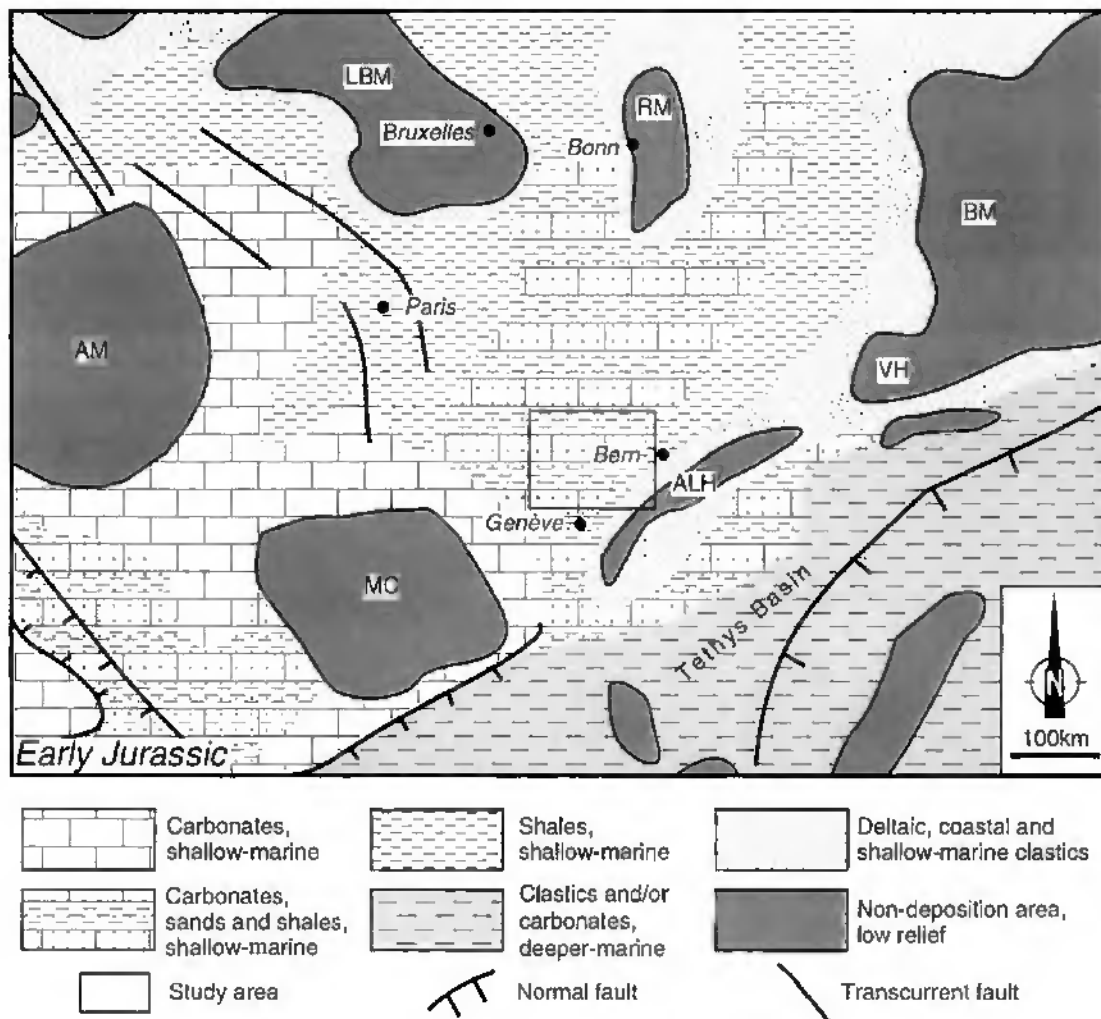 LBM
RM
Bruxelles
Bonn
BM
Paris
AM
VH
Bern
ALH
Genève
MC
Tethys Basin
N
100km
Early Jurassic
Carbonates,
shallow-marine
Shales,
shallow-marine
Deltaic, coastal and
shallow-marine clastics
Carbonates,
sands and shales,
shallow-marine
Clastics and/or
carbonates,
deeper-marine
Non-deposition area,
low relief
Study area
Normal fault
Transcurrent fault